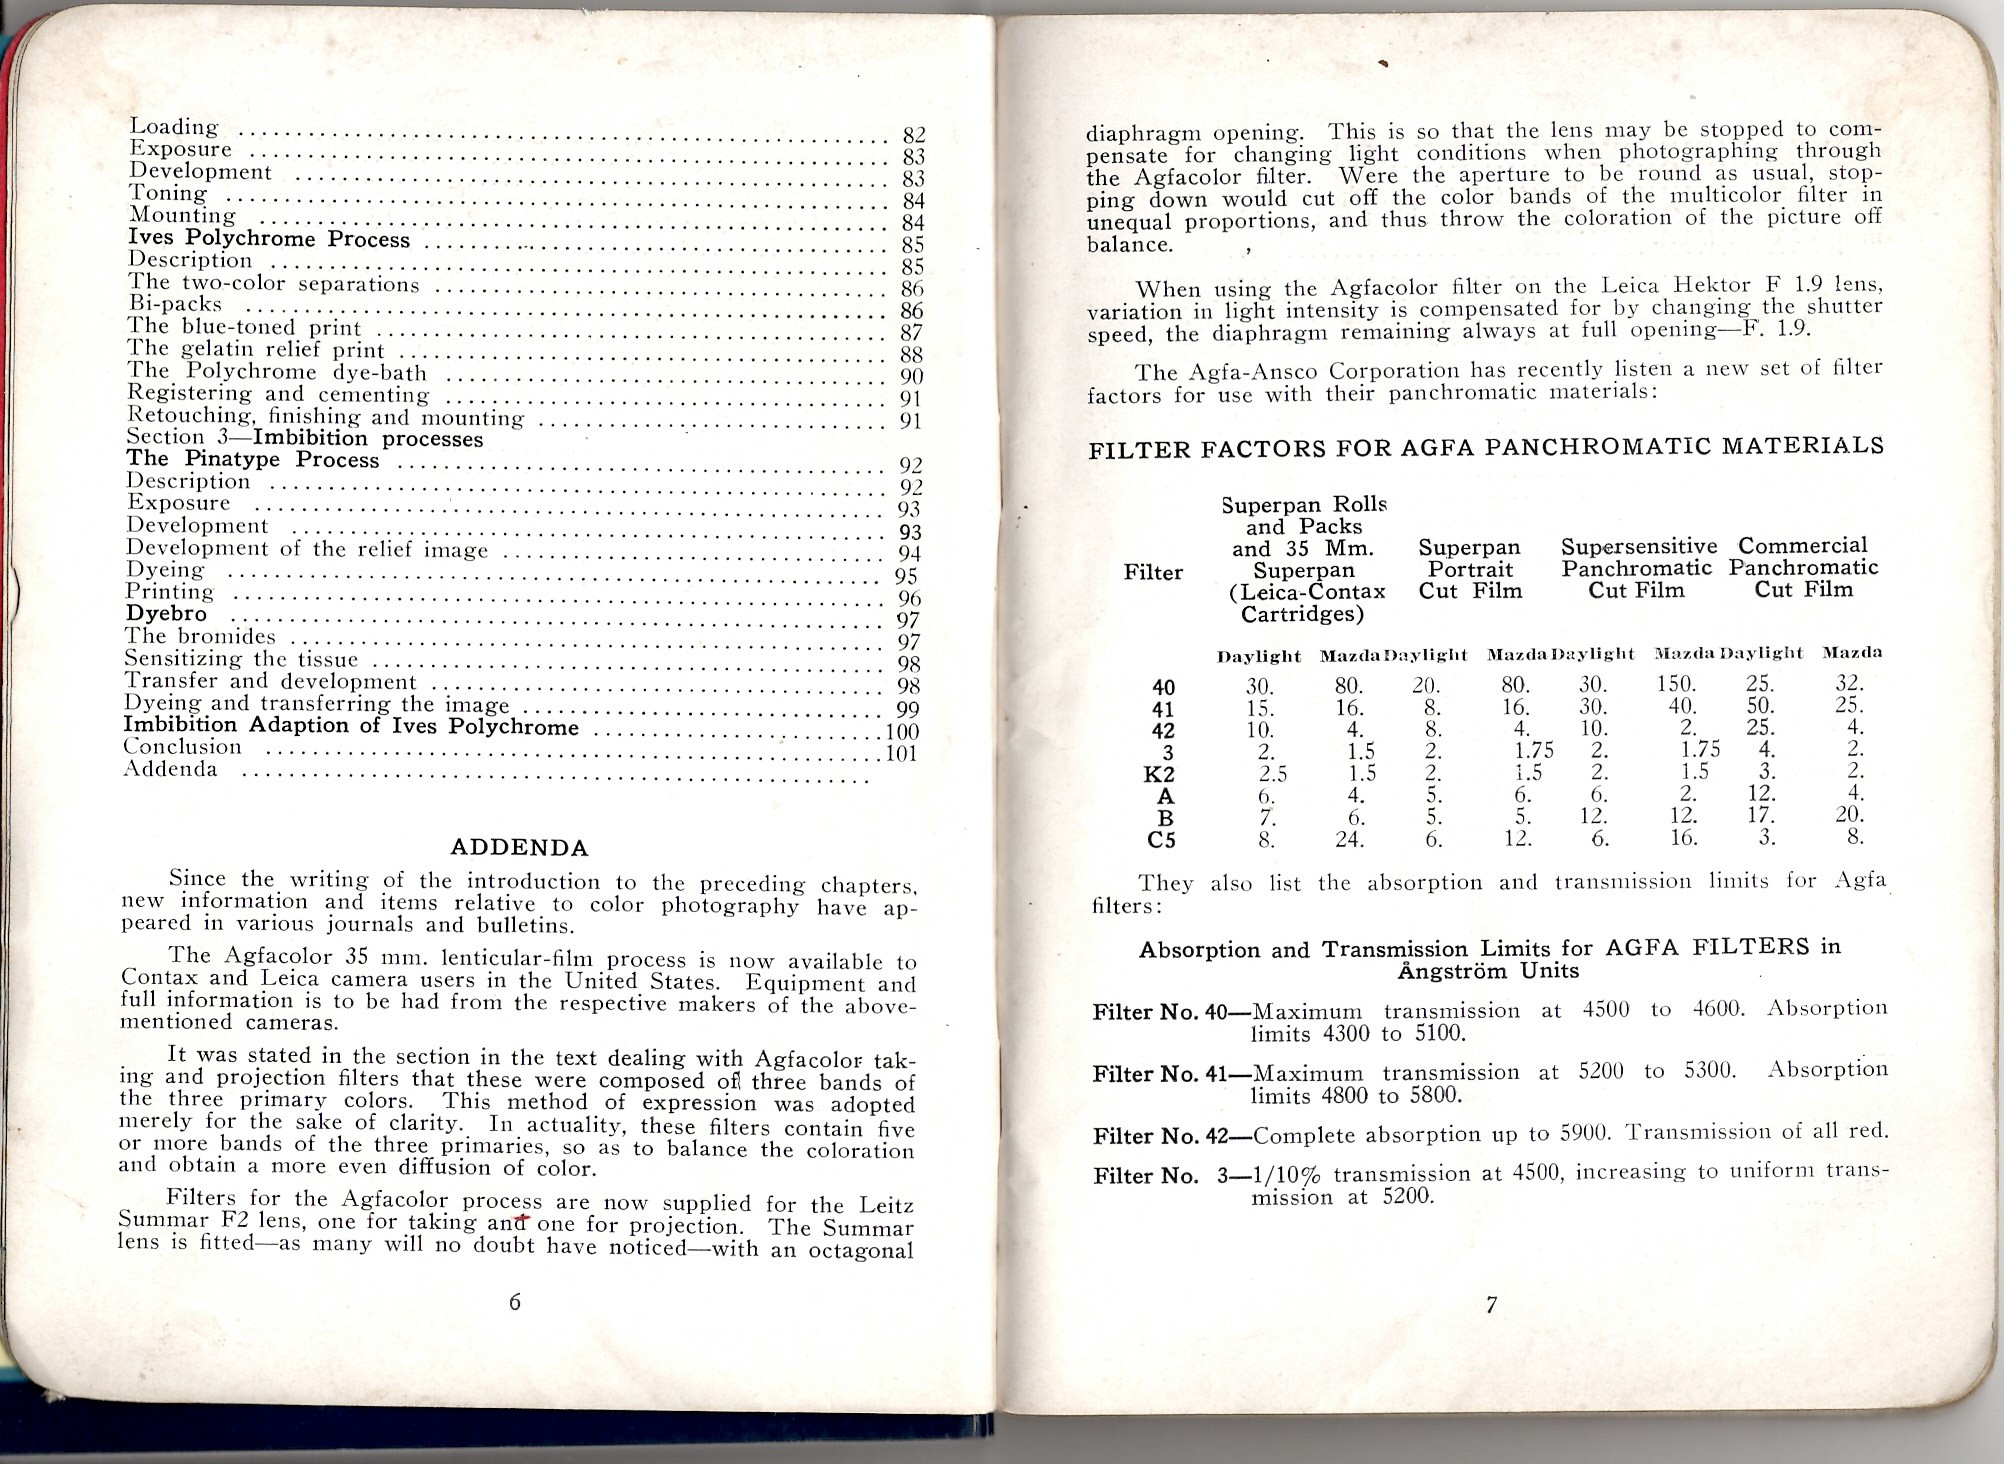 Loading ........ 82
Exposure ........ 83
Development ........ 83
Toning ........ 84
Mounting ........ 84
Ives Polychrome Process ........ 85
Description ........ 85
The two-color separations ........ 86
Bi-packs ........ 86
The blue-toned print ........ 87
The gelatin relief print ........ 88
The Polychrome dye-bath ........ 90
Registering and cementing ........ 91
Retouching, finishing and mounting ........ 91
Section 3—Imbibition processes
The Pinatype Process ........ 92
Description ........ 92
Exposure ........ 93
Development ........ 93
Development of the relief image ........ 94
Dyeing ........ 95
Printing ........ 96
Dyebro ........ 97
The bromides ........ 97
Sensitizing the tissue ........ 98
Transfer and development ........ 98
Dyeing and transferring the image ........ 99
Imbibition Adaption of Ives Polychrome ........ 100
Conclusion ........ 101
Addenda ........
ADDENDA
Since the writing of the introduction to the preceding chapters,
new information and items relative to color photography have ap-
peared in various journals and bulletins.
The Agfacolor 35 mm. lenticular-film process is now available to
Contax and Leica camera users in the United States. Equipment and
full information is to be had from the respective makers of the above-
mentioned cameras.
It was stated in the section in the text dealing with Agfacolor tak-
ing and projection filters that these were composed of three bands of
the three primary colors. This method of expression was adopted
merely for the sake of clarity. In actuality, these filters contain five
or more bands of the three primaries, so as to balance the coloration
and obtain a more even diffusion of color.
Filters for the Agfacolor process are now supplied for the Leitz
Summar F2 lens, one for taking and one for projection. The Summar
lens is fitted—as many will no doubt have noticed—with an octagonal
6
diaphragm opening. This is so that the lens may be stopped to com-
pensate for changing light conditions when photographing through
the Agfacolor filter. Were the aperture to be round as usual, stop-
ping down would cut off the color bands of the multicolor filter in
unequal proportions, and thus throw the coloration of the picture off
balance.
When using the Agfacolor filter on the Leica Hektor F 1.9 lens,
variation in light intensity is compensated for by changing the shutter
speed, the diaphragm remaining always at full opening—F. 1.9.
The Agfa-Ansco Corporation has recently listen a new set of filter
factors for use with their panchromatic materials:
FILTER FACTORS FOR AGFA PANCHROMATIC MATERIALS
Superpan Rolls
and Packs
and 35 Mm. Superpan Supersensitive Commercial
Filter Superpan Portrait Panchromatic Panchromatic
(Leica-Contax Cut Film Cut Film Cut Film
Cartridges)
Daylight Mazda Daylight Mazda Daylight Mazda Daylight Mazda
40 30. 80. 20. 80. 30. 150. 25. 32.
41 15. 16. 8. 16. 30. 40. 50. 25.
42 10. 4. 8. 4. 10. 2. 25. 4.
3 2. 1.5 2. 1.75 2. 1.75 4. 2.
K2 2.5 1.5 2. 1.5 2. 1.5 3. 2.
A 6. 4. 5. 6. 6. 2. 12. 4.
B 7. 6. 5. 5. 12. 12. 17. 20.
C5 8. 24. 6. 12. 6. 16. 3. 8.
They also list the absorption and transmission limits for Agfa
filters:
Absorption and Transmission Limits for AGFA FILTERS in
Ångström Units
Filter No. 40—Maximum transmission at 4500 to 4600. Absorption
limits 4300 to 5100.
Filter No. 41—Maximum transmission at 5200 to 5300. Absorption
limits 4800 to 5800.
Filter No. 42—Complete absorption up to 5900. Transmission of all red.
Filter No. 3—1/10% transmission at 4500, increasing to uniform trans-
mission at 5200.
7